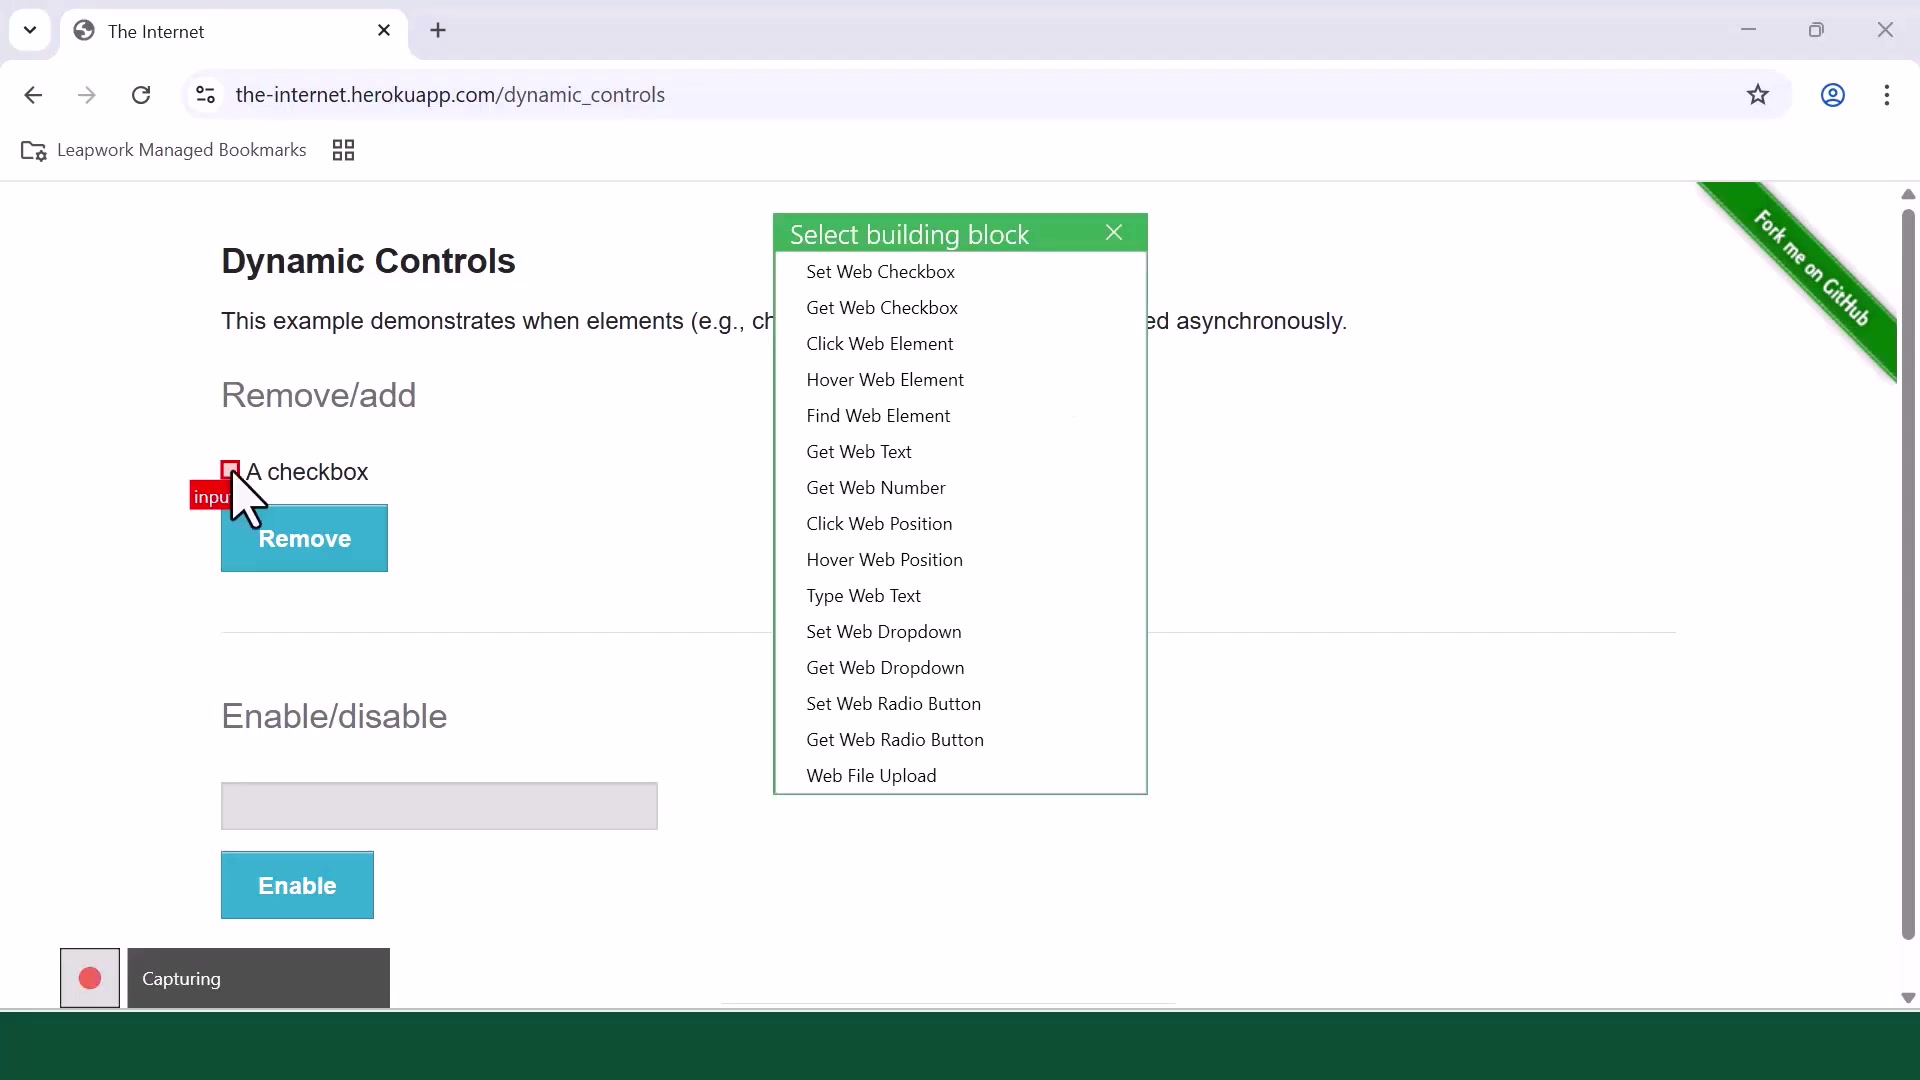 The Internet
the-internet.herokuapp.com/dynamic_controls
Leapwork Managed Bookmarks
Fork me on GitHub
Dynamic Controls
This example demonstrates when elements (e.g., ch
ed asynchronously.
Remove/add
A checkbox
inpu
Remove
Enable/disable
Enable
Capturing
Select building block
Set Web Checkbox
Get Web Checkbox
Click Web Element
Hover Web Element
Find Web Element
Get Web Text
Get Web Number
Click Web Position
Hover Web Position
Type Web Text
Set Web Dropdown
Get Web Dropdown
Set Web Radio Button
Get Web Radio Button
Web File Upload